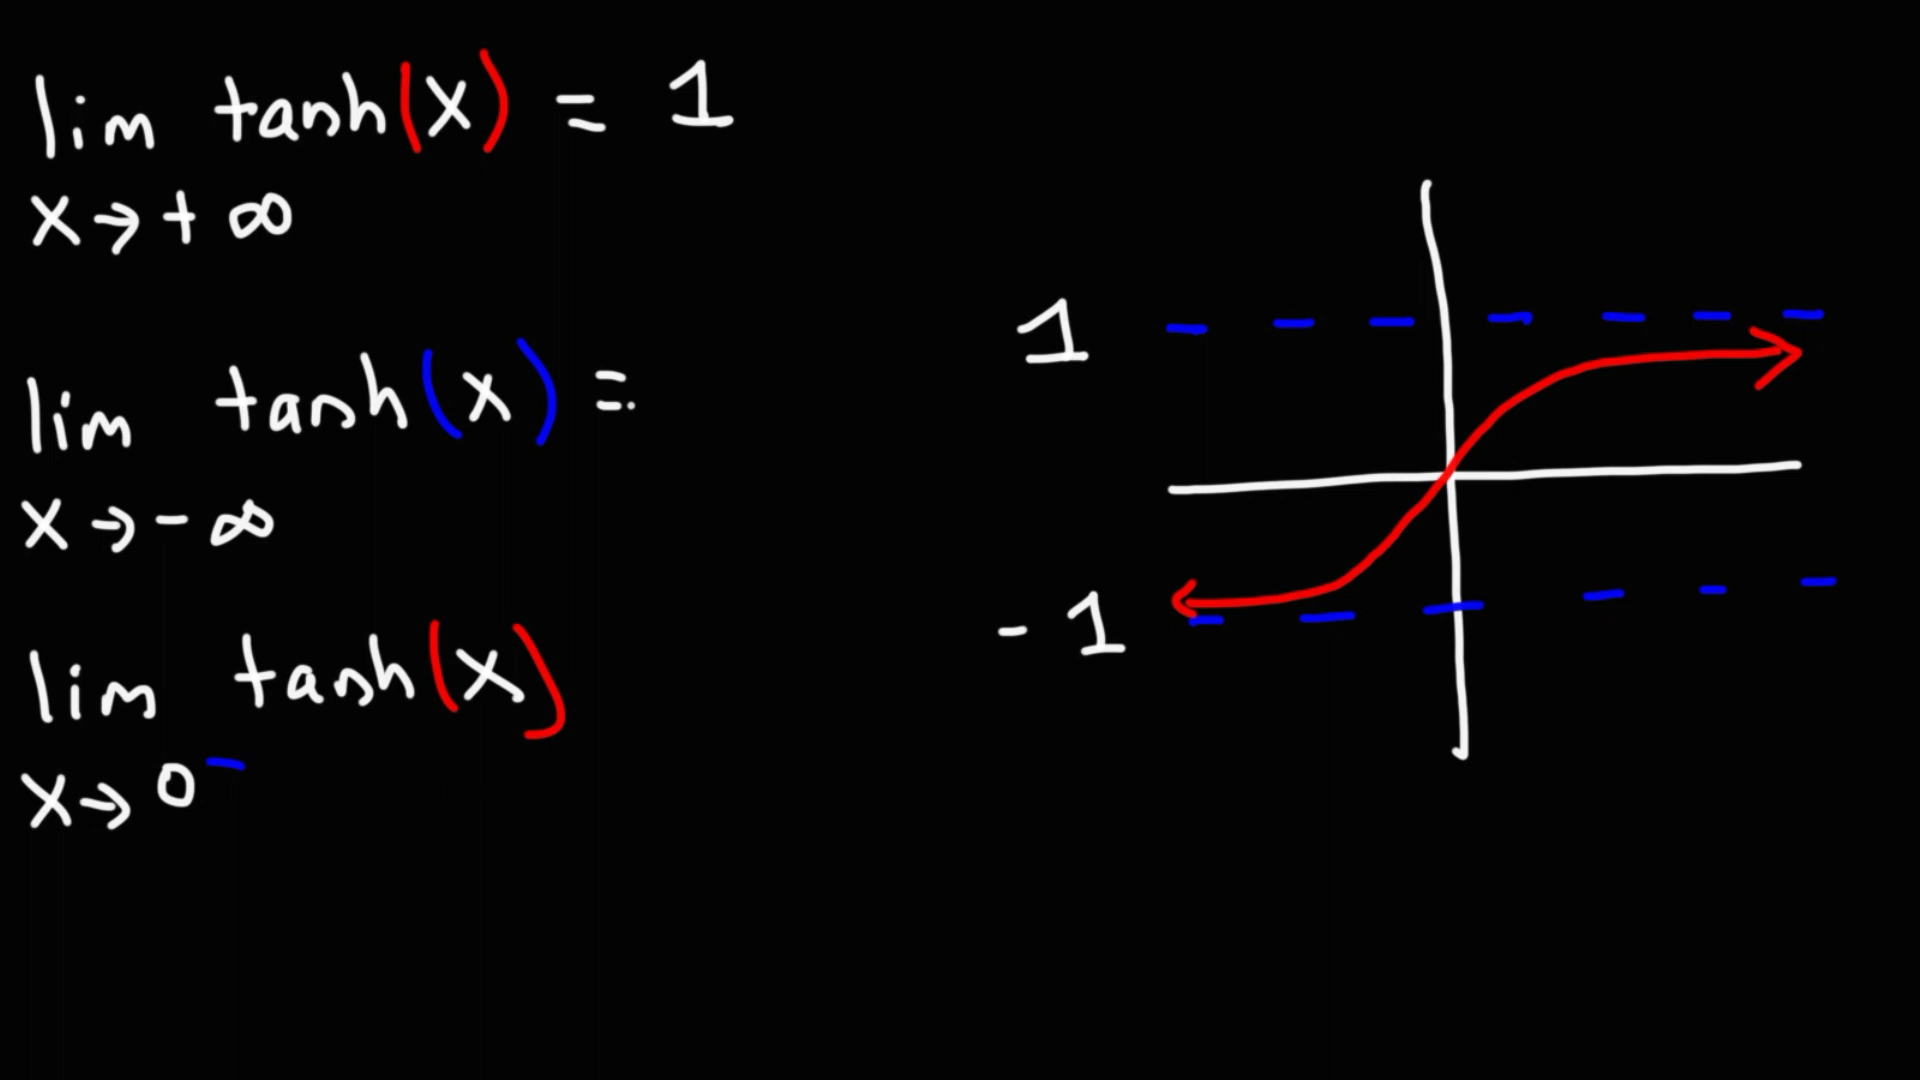 lim tanh(x) = 1
x → + ∞
lim tanh(x) =
x → - ∞
lim tanh(x)
x → 0⁻
1
- 1